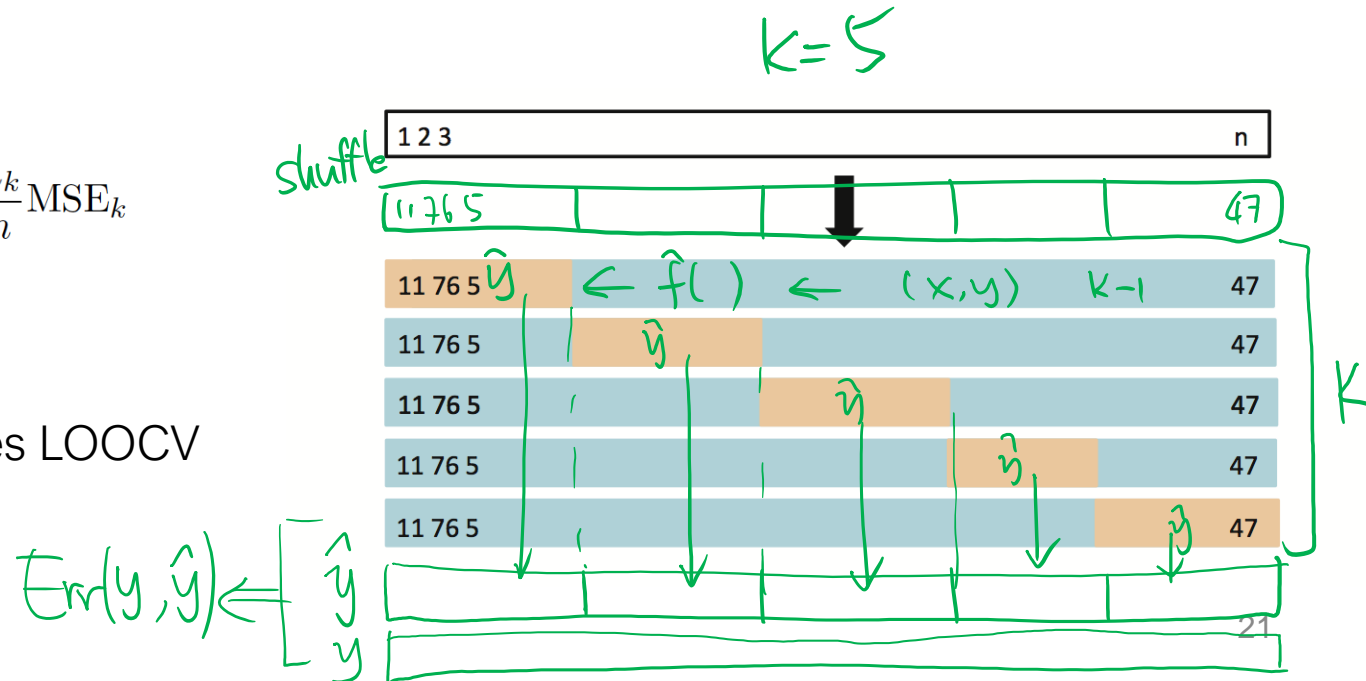 K=5
1 2 3 n
shuffle
k/n MSE_k
11 76 5 47
11 76 5 ŷ ← f̂( ) ← (x,y) K-1 47
11 76 5 ŷ 47
11 76 5 ŷ 47
K
es LOOCV
11 76 5 ŷ 47
11 76 5 ŷ 47
Err(y,ŷ) ⇐ ŷ
y
21